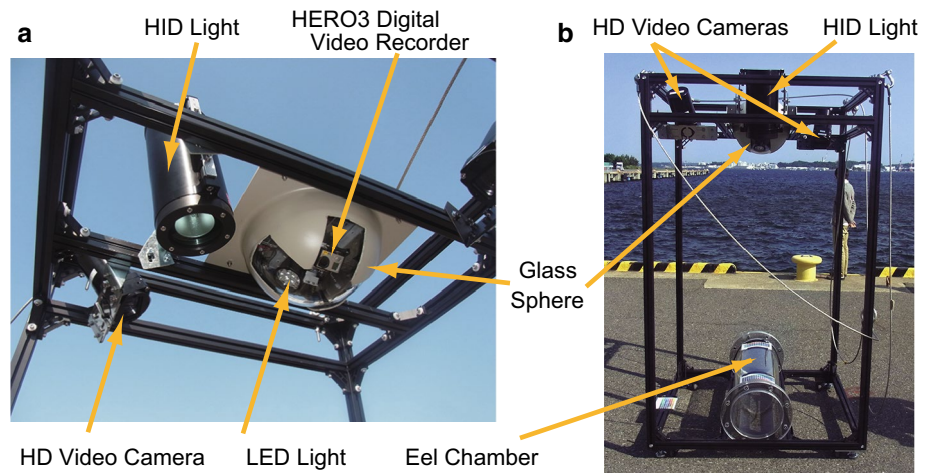 a
HID Light
HERO3 Digital
Video Recorder
HD Video Camera
LED Light
b
HD Video Cameras
HID Light
Glass
Sphere
Eel Chamber